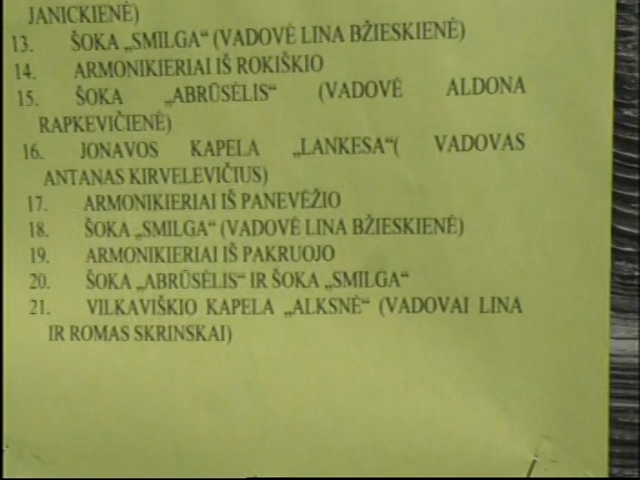 JANICKIENĖ)
13. ŠOKA „SMILGA“ (VADOVĖ LINA BŽIESKIENĖ)
14. ARMONIKIERIAI IŠ ROKIŠKIO
15. ŠOKA „ABRŪSĖLIS“ (VADOVĖ ALDONA
RAPKEVIČIENĖ)
16. JONAVOS KAPELA „LANKESA“( VADOVAS
ANTANAS KIRVELEVIČIUS)
17. ARMONIKIERIAI IŠ PANEVĖŽIO
18. ŠOKA „SMILGA“ (VADOVĖ LINA BŽIESKIENĖ)
19. ARMONIKIERIAI IŠ PAKRUOJO
20. ŠOKA „ABRŪSĖLIS“ IR ŠOKA „SMILGA“
21. VILKAVIŠKIO KAPELA „ALKSNĖ“ (VADOVAI LINA
IR ROMAS SKRINSKAI)